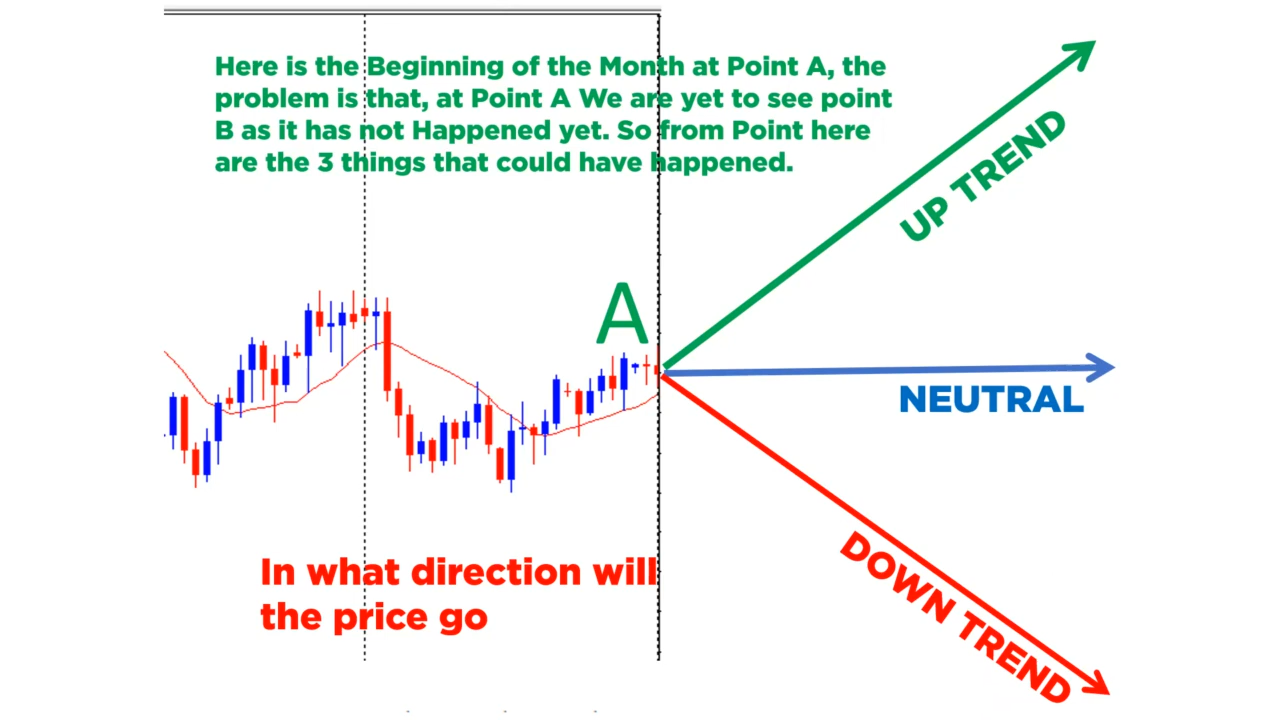 Here is the Beginning of the Month at Point A, the
problem is that, at Point A We are yet to see point
B as it has not Happened yet. So from Point here
are the 3 things that could have happened.
UP TREND
A
NEUTRAL
DOWN TREND
In what direction will
the price go